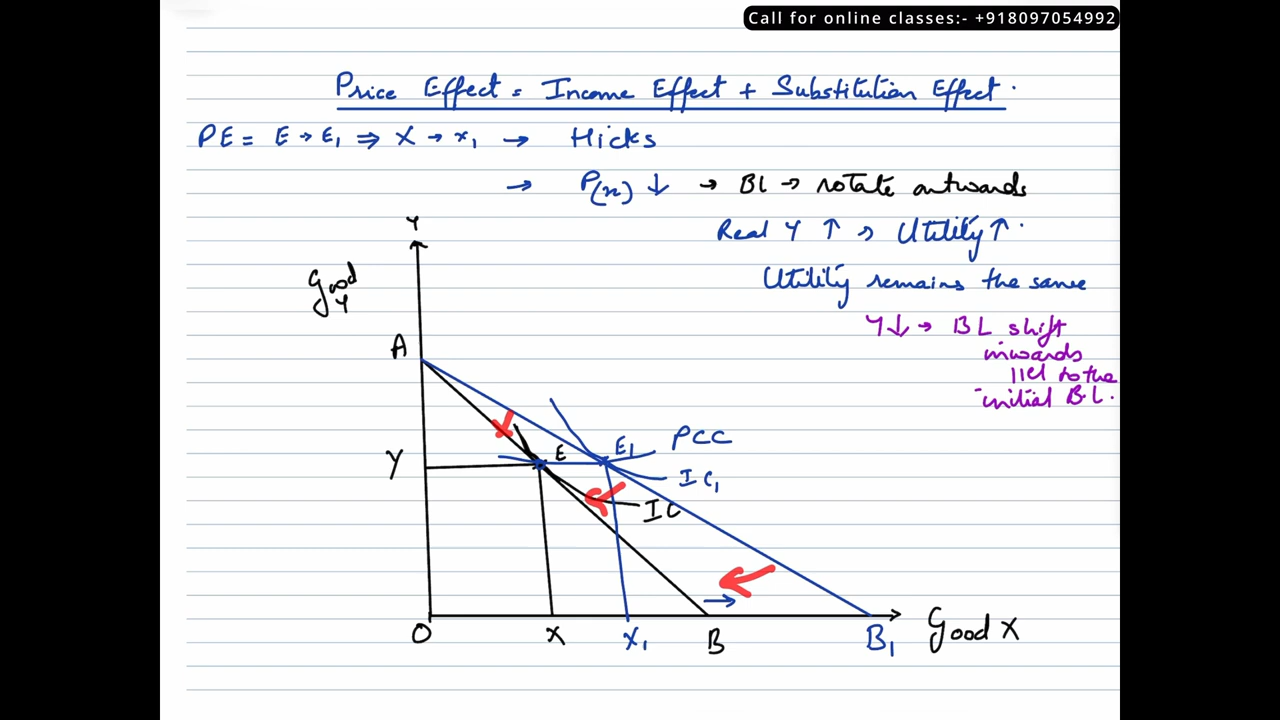 Call for online classes:- +918097054992
Price Effect = Income Effect + Substitution Effect.
PE = E → E₁ ⇒ X → x₁ → Hicks
→ P(x) ↓ → BL → rotate outwards
Real Y ↑ → Utility ↑.
Utility remains the same
Y↓ → BL shift
inwards
||el to the
initial B.L.
Y
Good
Y
A
Y
E
E₁
PCC
IC₁
IC
O
X
X₁
B
B₁
Good X